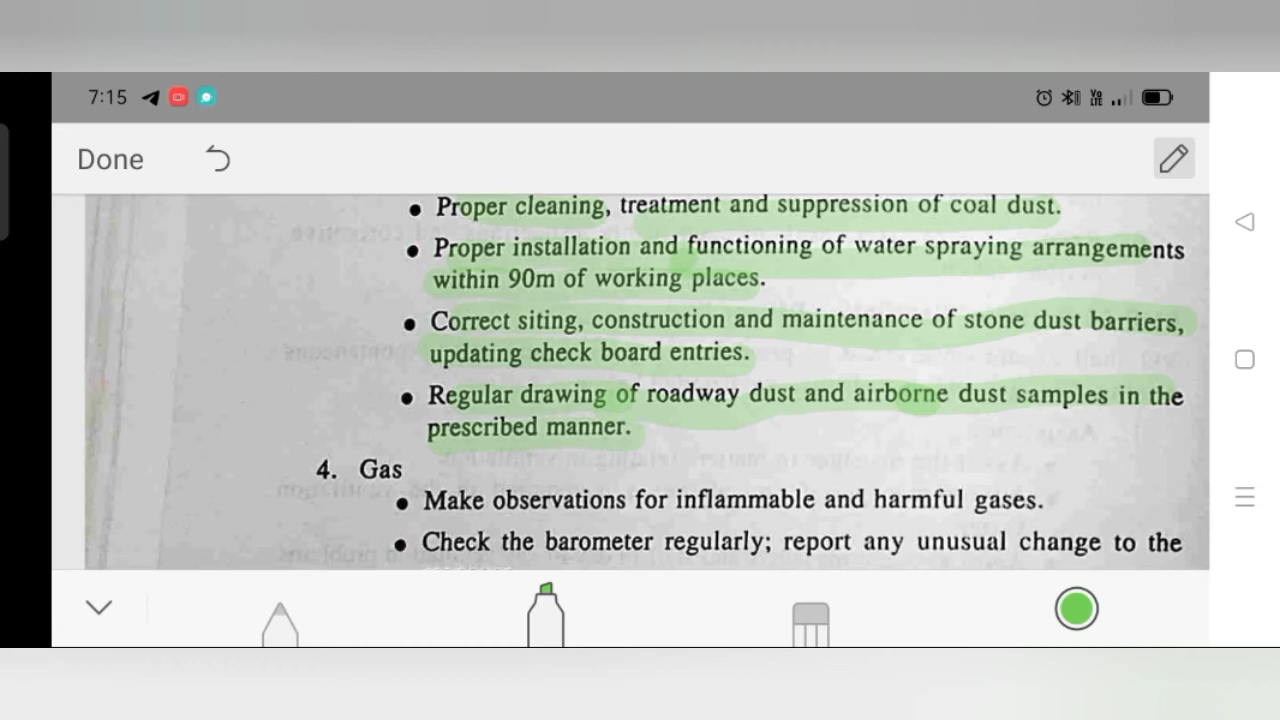 7:15
Done
• Proper cleaning, treatment and suppression of coal dust.
• Proper installation and functioning of water spraying arrangements
within 90m of working places.
• Correct siting, construction and maintenance of stone dust barriers,
updating check board entries.
• Regular drawing of roadway dust and airborne dust samples in the
prescribed manner.
4. Gas
• Make observations for inflammable and harmful gases.
• Check the barometer regularly; report any unusual change to the